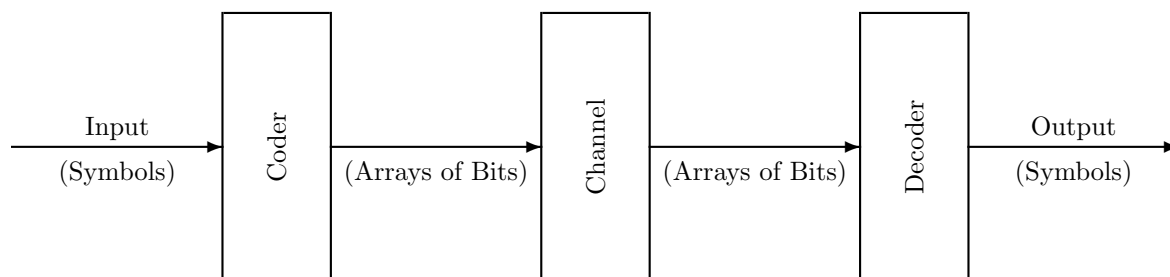 Input
(Symbols)
Coder
(Arrays of Bits)
Channel
(Arrays of Bits)
Decoder
Output
(Symbols)